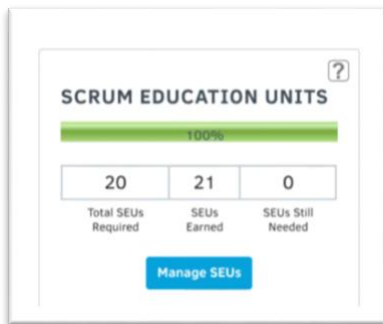 ?
SCRUM EDUCATION UNITS
100%
20 21 0
Total SEUs Required SEUs Earned SEUs Still Needed
Manage SEUs